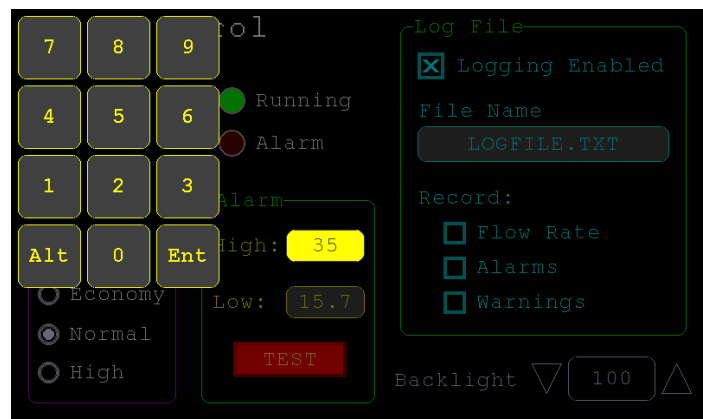 7 8 9
rol
Log File
Logging Enabled
4 5 6
Running
File Name
Alarm
LOGFILE.TXT
1 2 3
Alarm
Record:
Flow Rate
Alt 0 Ent
High: 35
Alarms
Economy
Low: 15.7
Warnings
Normal
TEST
High
Backlight 100